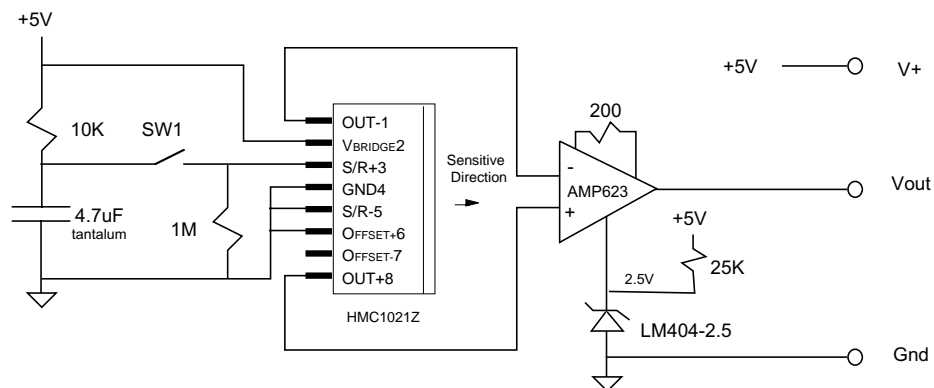 +5V
10K
SW1
4.7uF
tantalum
1M
OUT-1
VBRIDGE2
S/R+3
GND4
S/R-5
OFFSET+6
OFFSET-7
OUT+8
HMC1021Z
Sensitive
Direction
200
-
AMP623
+
+5V
25K
2.5V
LM404-2.5
+5V
V+
Vout
Gnd